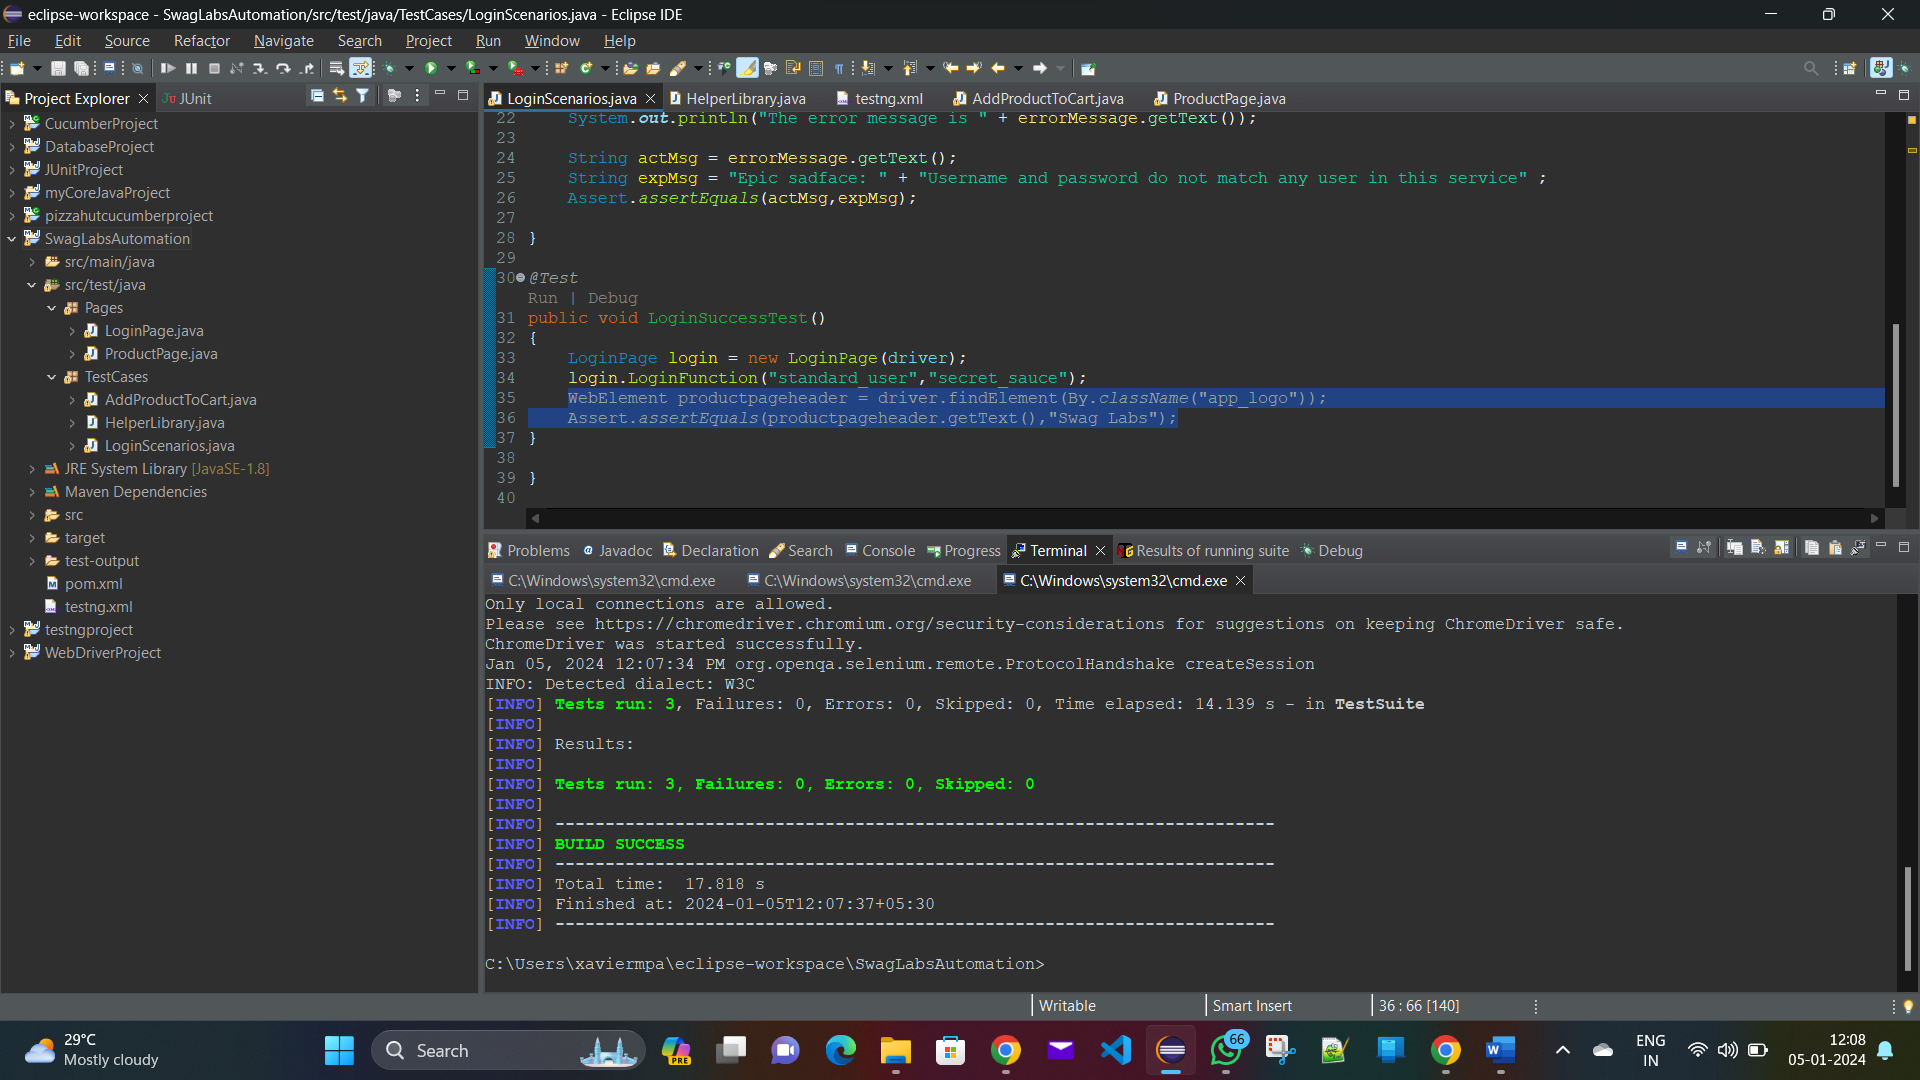 eclipse-workspace - SwagLabsAutomation/src/test/java/TestCases/LoginScenarios.java - Eclipse IDE
File Edit Source Refactor Navigate Search Project Run Window Help
Project Explorer JUnit
CucumberProject
DatabaseProject
JUnitProject
myCoreJavaProject
pizzahutcucumberproject
SwagLabsAutomation
src/main/java
src/test/java
Pages
LoginPage.java
ProductPage.java
TestCases
AddProductToCart.java
HelperLibrary.java
LoginScenarios.java
JRE System Library [JavaSE-1.8]
Maven Dependencies
src
target
test-output
pom.xml
testng.xml
testngproject
WebDriverProject
LoginScenarios.java HelperLibrary.java testng.xml AddProductToCart.java ProductPage.java
22 System.out.println("The error message is " + errorMessage.getText());
23
24 String actMsg = errorMessage.getText();
25 String expMsg = "Epic sadface: " + "Username and password do not match any user in this service" ;
26 Assert.assertEquals(actMsg,expMsg);
27
28 }
29
30 @Test
Run | Debug
31 public void LoginSuccessTest()
32 {
33 LoginPage login = new LoginPage(driver);
34 login.LoginFunction("standard_user","secret_sauce");
35 WebElement productpageheader = driver.findElement(By.className("app_logo"));
36 Assert.assertEquals(productpageheader.getText(),"Swag Labs");
37 }
38
39 }
40
Problems Javadoc Declaration Search Console Progress Terminal Results of running suite Debug
C:\Windows\system32\cmd.exe C:\Windows\system32\cmd.exe C:\Windows\system32\cmd.exe
Only local connections are allowed.
Please see https://chromedriver.chromium.org/security-considerations for suggestions on keeping ChromeDriver safe.
ChromeDriver was started successfully.
Jan 05, 2024 12:07:34 PM org.openqa.selenium.remote.ProtocolHandshake createSession
INFO: Detected dialect: W3C
[INFO] Tests run: 3, Failures: 0, Errors: 0, Skipped: 0, Time elapsed: 14.139 s - in TestSuite
[INFO]
[INFO] Results:
[INFO]
[INFO] Tests run: 3, Failures: 0, Errors: 0, Skipped: 0
[INFO]
[INFO] ------------------------------------------------------------------------
[INFO] BUILD SUCCESS
[INFO] ------------------------------------------------------------------------
[INFO] Total time:  17.818 s
[INFO] Finished at: 2024-01-05T12:07:37+05:30
[INFO] ------------------------------------------------------------------------
C:\Users\xaviermpa\eclipse-workspace\SwagLabsAutomation>
Writable Smart Insert 36 : 66 [140]
29°C
Mostly cloudy
Search
PRE
66
ENG
IN
12:08
05-01-2024